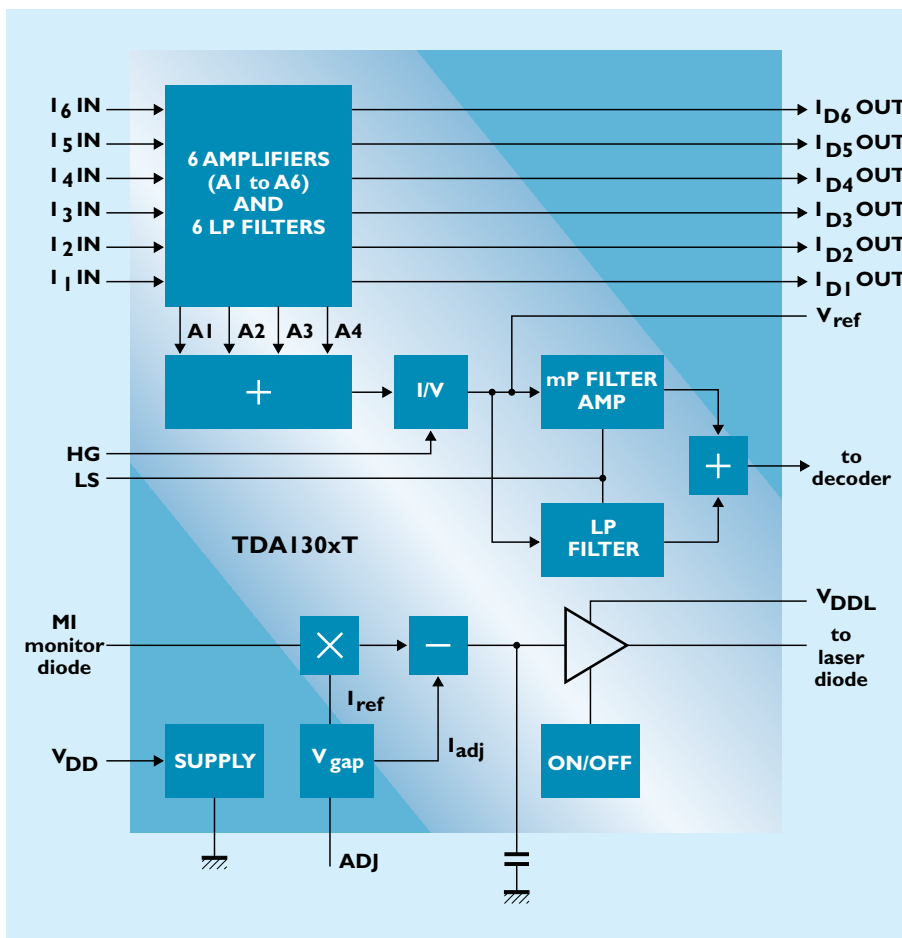 I6 IN
I5 IN
I4 IN
I3 IN
I2 IN
I1 IN
6 AMPLIFIERS
(A1 to A6)
AND
6 LP FILTERS
ID6 OUT
ID5 OUT
ID4 OUT
ID3 OUT
ID2 OUT
ID1 OUT
A1 A2 A3 A4
Vref
+
I/V
mP FILTER
AMP
HG
LS
+
to
decoder
LP
FILTER
TDA130xT
MI
monitor
diode
×
−
VDDL
to
laser
diode
Iref
Iadj
VDD
SUPPLY
Vgap
ON/OFF
ADJ